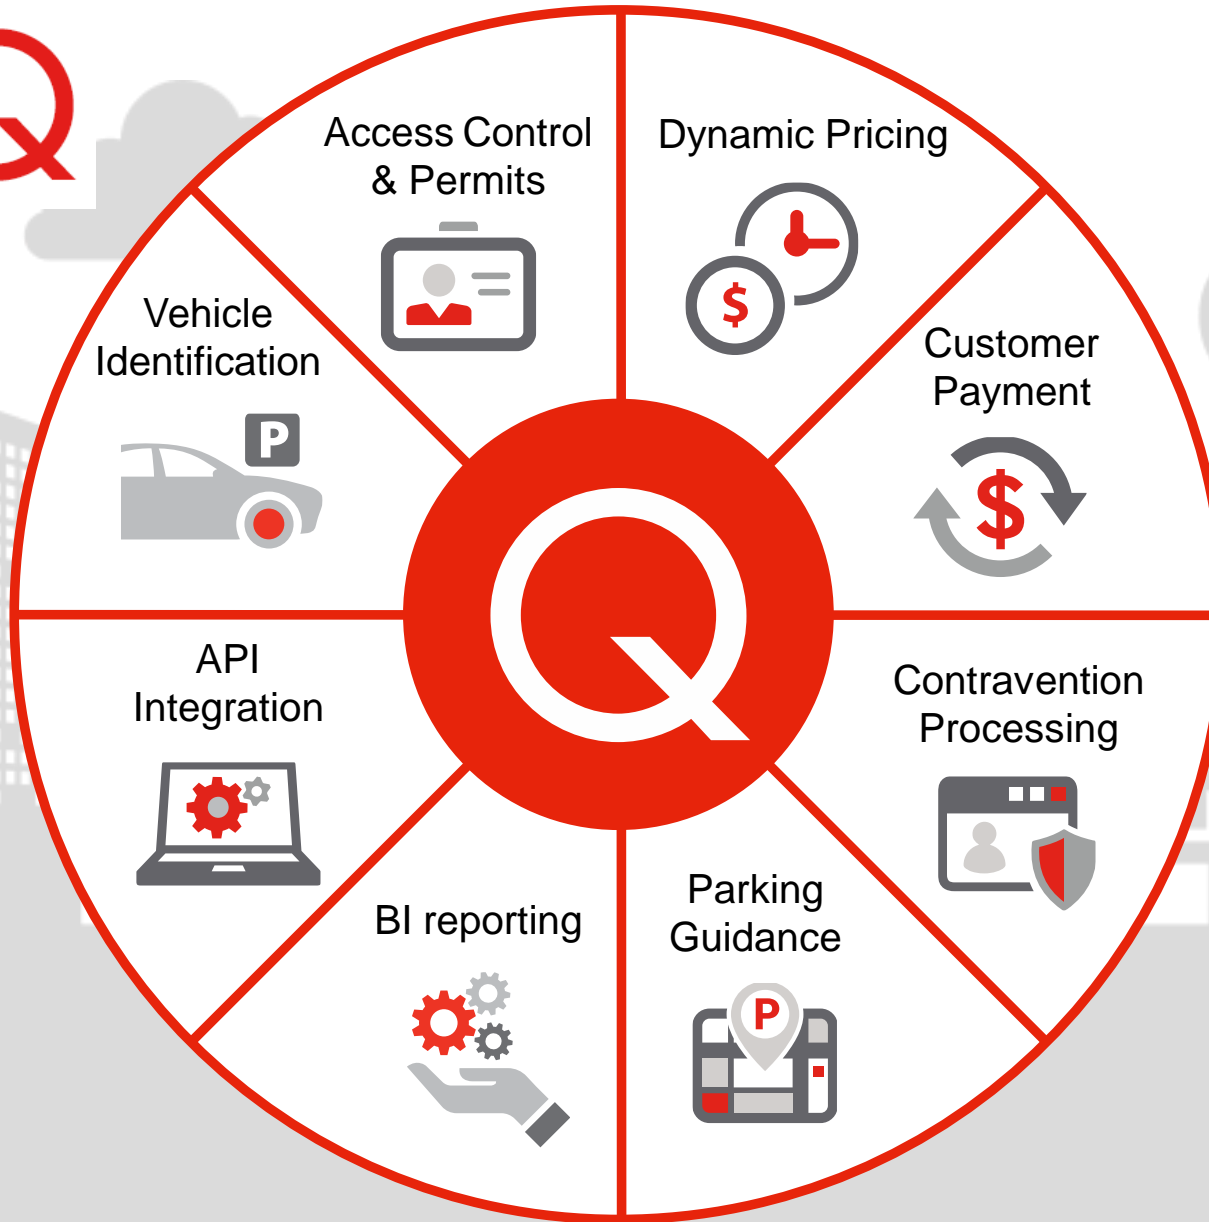 Q
Access Control
& Permits
Dynamic Pricing
$
Customer
Payment
$
Contravention
Processing
Parking
Guidance
P
BI reporting
API
Integration
Vehicle
Identification
P
Q